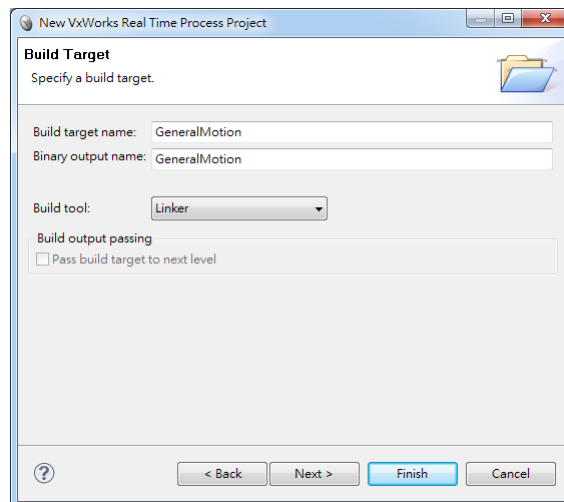 New VxWorks Real Time Process Project
Build Target
Specify a build target.
Build target name: GeneralMotion
Binary output name: GeneralMotion
Build tool: Linker
Build output passing
Pass build target to next level
? < Back Next > Finish Cancel